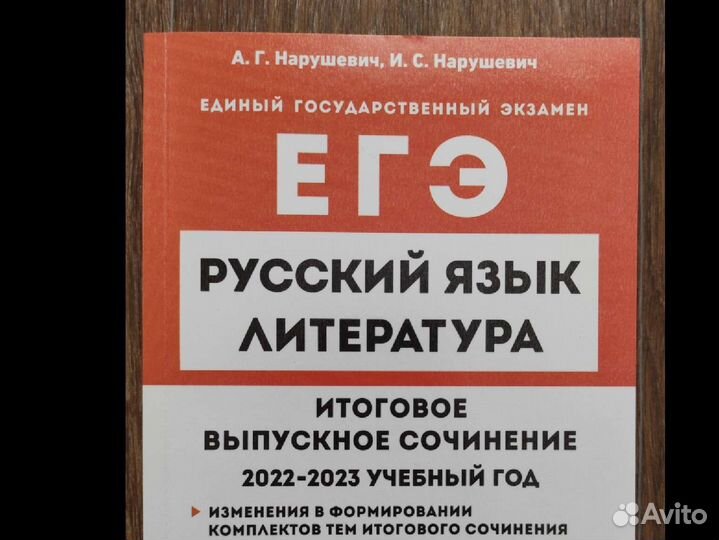 А. Г. Нарушевич, И. С. Нарушевич
ЕДИНЫЙ ГОСУДАРСТВЕННЫЙ ЭКЗАМЕН
ЕГЭ
РУССКИЙ ЯЗЫК
ЛИТЕРАТУРА
ИТОГОВОЕ
ВЫПУСКНОЕ СОЧИНЕНИЕ
2022-2023 УЧЕБНЫЙ ГОД
ИЗМЕНЕНИЯ В ФОРМИРОВАНИИ
КОМПЛЕКТОВ ТЕМ ИТОГОВОГО СОЧИНЕНИЯ
Avito